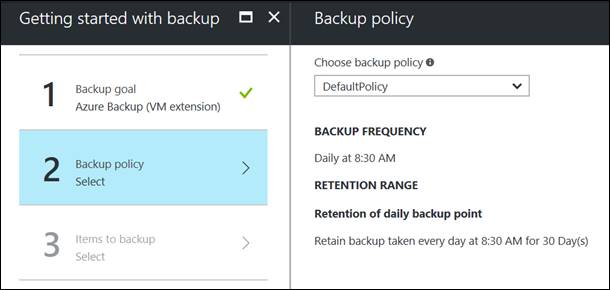 Getting started with backup
1
Backup goal
Azure Backup (VM extension)
2
Backup policy
Select
3
Items to backup
Select
Backup policy
Choose backup policy
DefaultPolicy
BACKUP FREQUENCY
Daily at 8:30 AM
RETENTION RANGE
Retention of daily backup point
Retain backup taken every day at 8:30 AM for 30 Day(s)